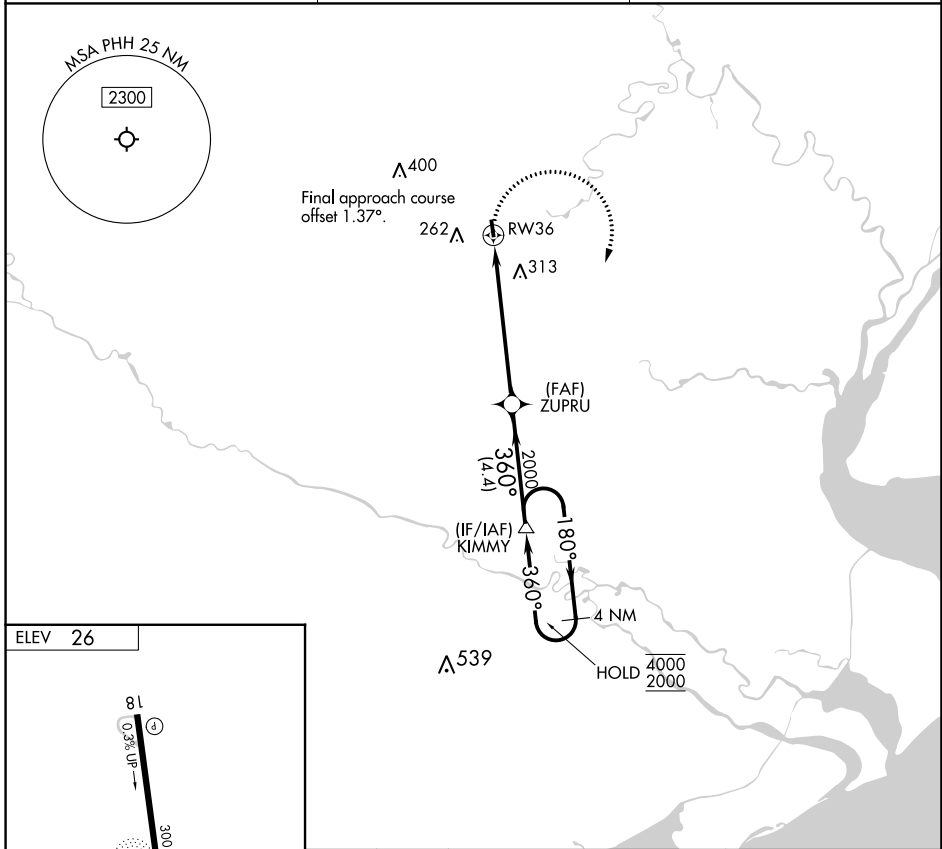 MSA PHH 25 NM
2300
400
Final approach course
offset 1.37°.
262
RW36
313
(FAF)
ZUPRU
360°
(4.4)
2000
(IF/IAF)
KIMMY
180°
360°
4 NM
HOLD 4000
2000
539
ELEV 26
18
P
0.3% UP
300